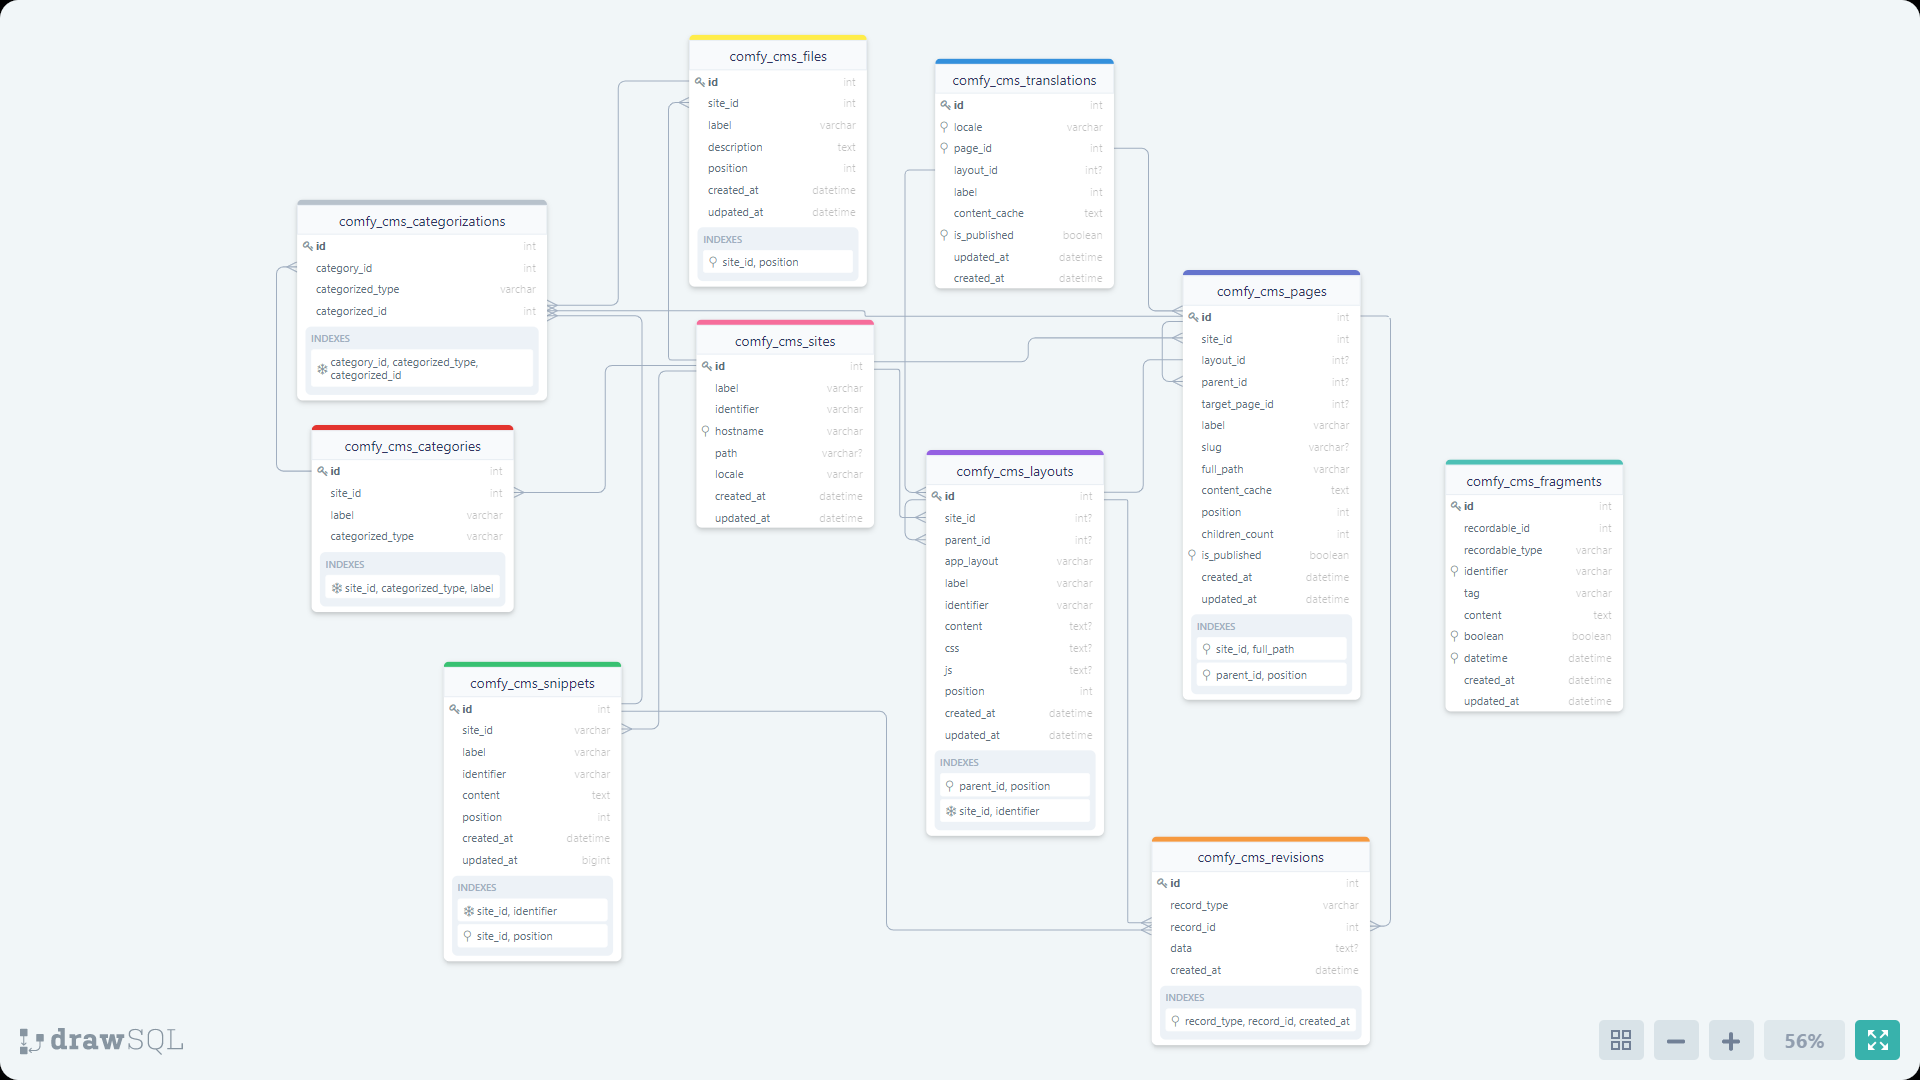 comfy_cms_files
id int
site_id int
label varchar
description text
position int
created_at datetime
udpated_at datetime
INDEXES
site_id, position
comfy_cms_translations
id int
locale varchar
page_id int
layout_id int?
label int
content_cache text
is_published boolean
updated_at datetime
created_at datetime
comfy_cms_categorizations
id int
category_id int
categorized_type varchar
categorized_id int
INDEXES
category_id, categorized_type,
categorized_id
comfy_cms_pages
id int
site_id int
layout_id int?
parent_id int?
target_page_id int?
label varchar
slug varchar?
full_path varchar
content_cache text
position int
children_count int
is_published boolean
created_at datetime
updated_at datetime
INDEXES
site_id, full_path
parent_id, position
comfy_cms_sites
id int
label varchar
identifier varchar
hostname varchar
path varchar?
locale varchar
created_at datetime
updated_at datetime
comfy_cms_categories
id int
site_id int
label varchar
categorized_type varchar
INDEXES
site_id, categorized_type, label
comfy_cms_layouts
id int
site_id int?
parent_id int?
app_layout varchar
label varchar
identifier varchar
content text?
css text?
js text?
position int
created_at datetime
updated_at datetime
INDEXES
parent_id, position
site_id, identifier
comfy_cms_fragments
id int
recordable_id int
recordable_type varchar
identifier varchar
tag varchar
content text
boolean boolean
datetime datetime
created_at datetime
updated_at datetime
comfy_cms_snippets
id int
site_id varchar
label varchar
identifier varchar
content text
position int
created_at datetime
updated_at bigint
INDEXES
site_id, identifier
site_id, position
comfy_cms_revisions
id int
record_type varchar
record_id int
data text?
created_at datetime
INDEXES
record_type, record_id, created_at
drawSQL
56%